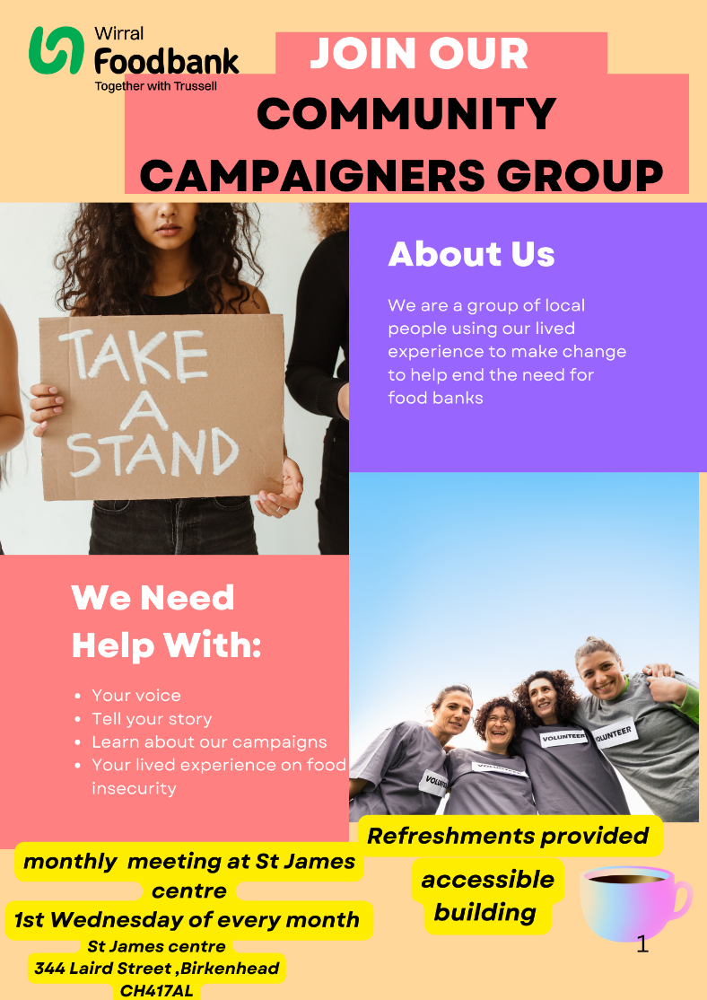 Wirral
Foodbank
Together with Trussell
JOIN OUR
COMMUNITY
CAMPAIGNERS GROUP
TAKE
A
STAND
About Us
We are a group of local
people using our lived
experience to make change
to help end the need for
food banks
We Need
Help With:
• Your voice
• Tell your story
• Learn about our campaigns
• Your lived experience on food
insecurity
VOLUNTEER
VOLUNTEER
VOLUNTEER
VOLUNTEER
monthly meeting at St James
centre
1st Wednesday of every month
St James centre
344 Laird Street ,Birkenhead
CH417AL
Refreshments provided
accessible
building
1